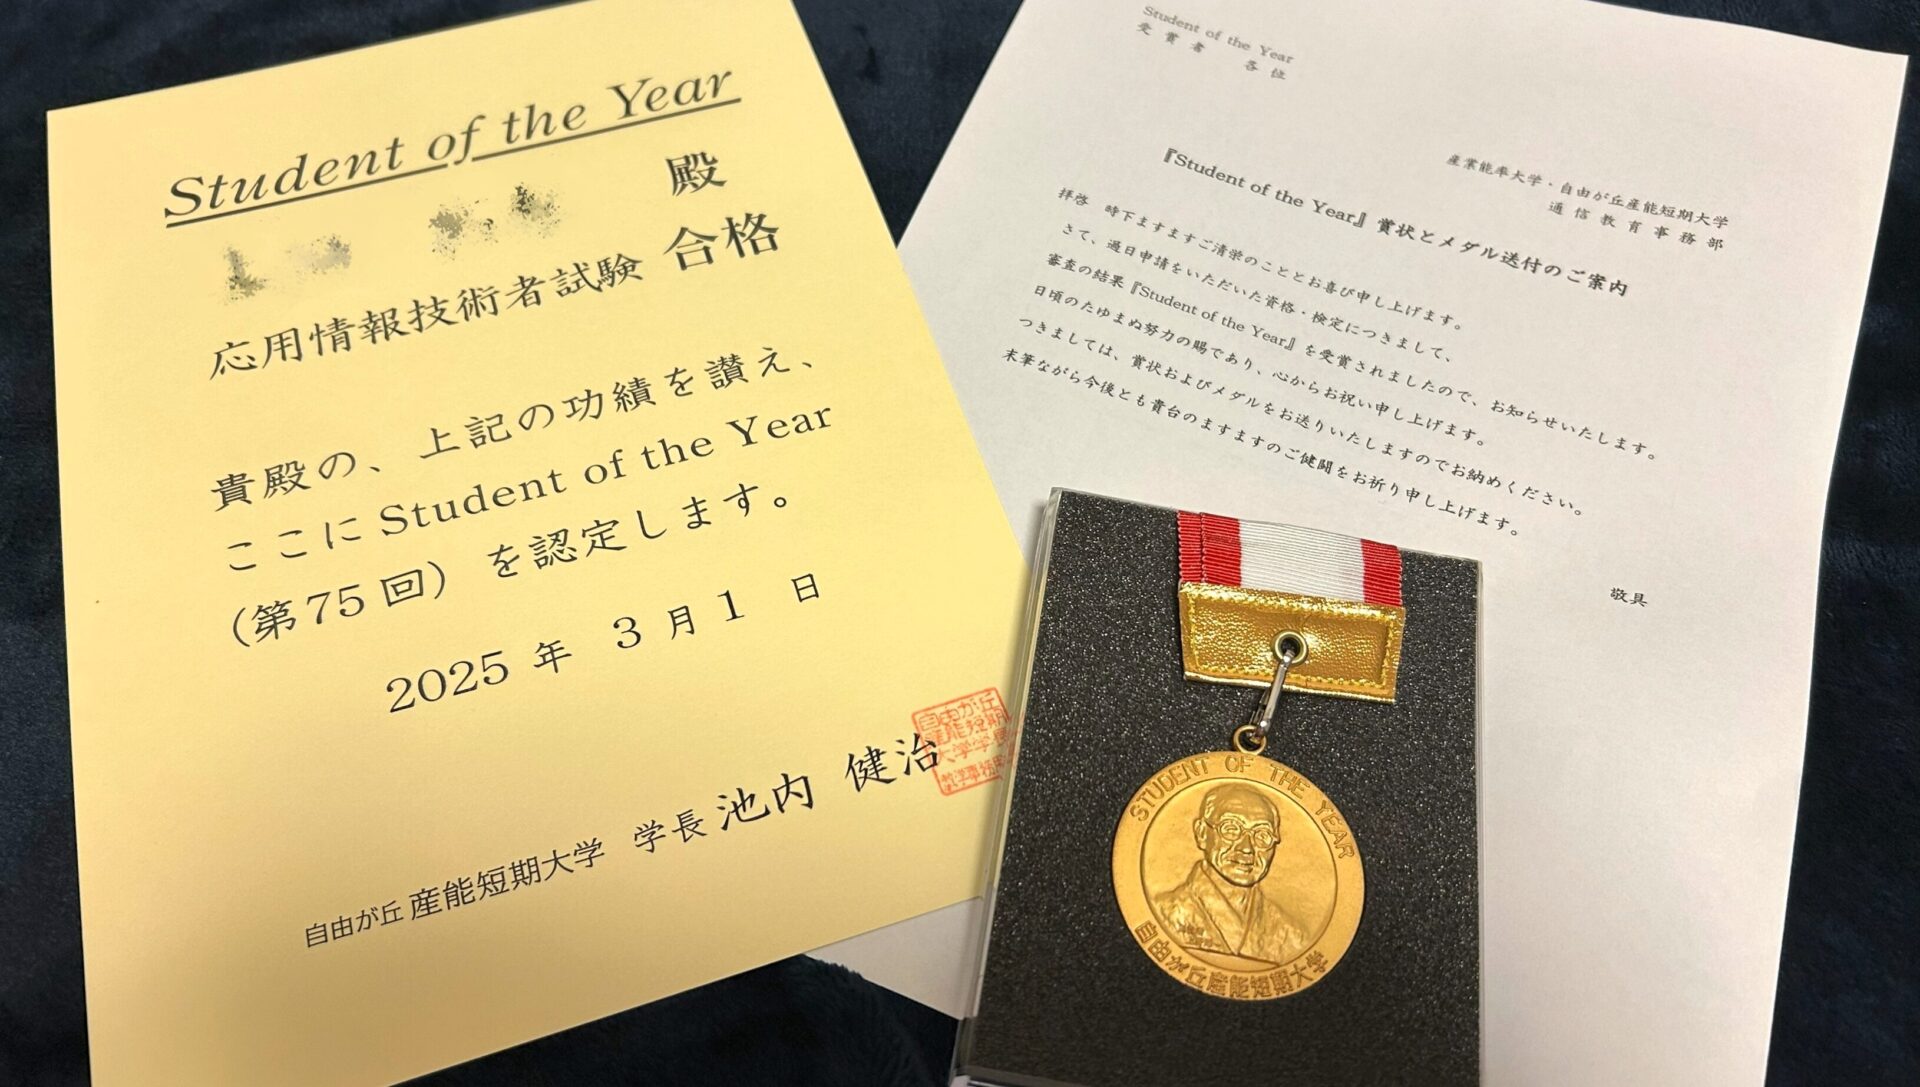 Student of the Year
殿
応用情報技術者試験 合格
貴殿の、上記の功績を讃え、
ここに Student of the Year
（第75回）を認定します。
2025 年 3 月 1 日
自由が丘 産能短期大学 学長 池内 健治
自由が丘
産能短期
大学学長
Student of the Year
受賞者 各位
産業能率大学・自由が丘産能短期大学
通信教育事務部
『Student of the Year』賞状とメダル送付のご案内
拝啓 時下ますますご清栄のこととお喜び申し上げます。
さて、過日申請をいただいた資格・検定につきまして、
審査の結果『Student of the Year』を受賞されましたので、お知らせいたします。
日頃のたゆまぬ努力の賜であり、心からお祝い申し上げます。
つきましては、賞状およびメダルをお送りいたしますのでお納めください。
末筆ながら今後とも貴台のますますのご健闘をお祈り申し上げます。
敬具
STUDENT OF THE YEAR
自由が丘産能短期大学